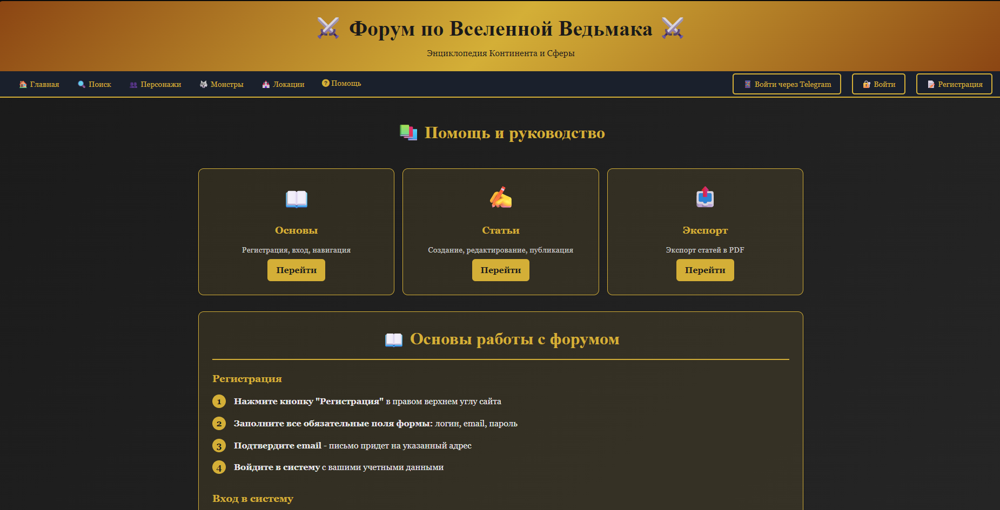 Форум по Вселенной Ведьмака
Энциклопедия Континента и Сферы
Главная
Поиск
Персонажи
Монстры
Локации
? Помощь
Войти через Telegram
Войти
Регистрация
Помощь и руководство
Основы
Регистрация, вход, навигация
Перейти
Статьи
Создание, редактирование, публикация
Перейти
Экспорт
Экспорт статей в PDF
Перейти
Основы работы с форумом
Регистрация
1 Нажмите кнопку "Регистрация" в правом верхнем углу сайта
2 Заполните все обязательные поля формы: логин, email, пароль
3 Подтвердите email - письмо придет на указанный адрес
4 Войдите в систему с вашими учетными данными
Вход в систему